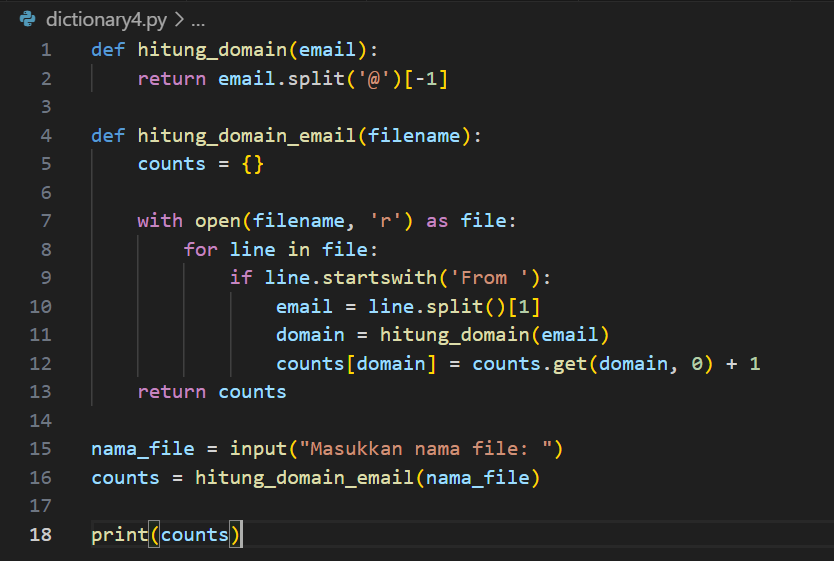 dictionary4.py > ...
1 def hitung_domain(email):
2     return email.split('@')[-1]
3
4 def hitung_domain_email(filename):
5     counts = {}
6
7     with open(filename, 'r') as file:
8         for line in file:
9             if line.startswith('From '):
10                 email = line.split()[1]
11                 domain = hitung_domain(email)
12                 counts[domain] = counts.get(domain, 0) + 1
13     return counts
14
15 nama_file = input("Masukkan nama file: ")
16 counts = hitung_domain_email(nama_file)
17
18 print(counts)